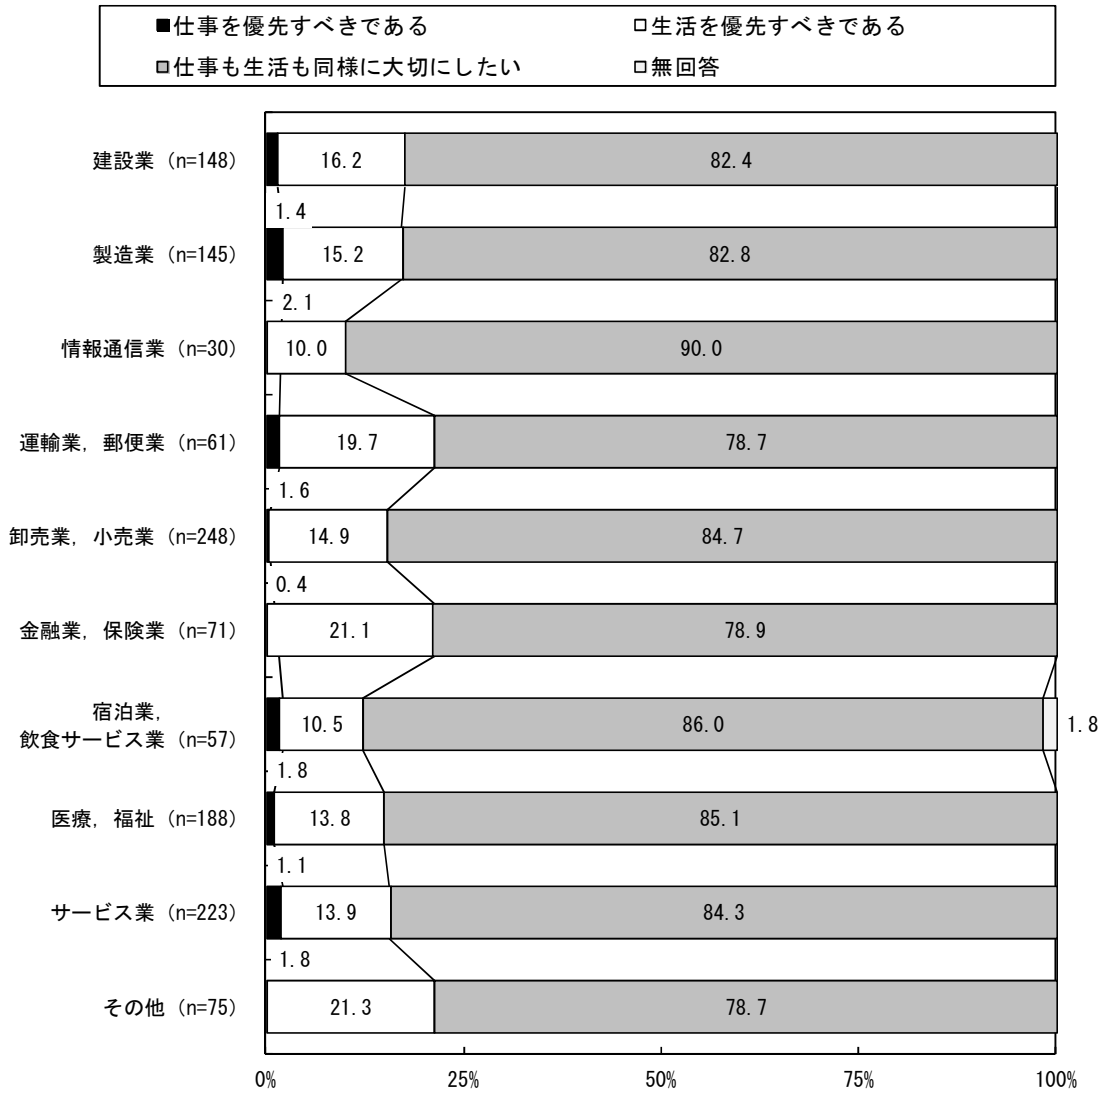 ■仕事を優先すべきである □生活を優先すべきである
■仕事も生活も同様に大切にしたい □無回答
建設業 (n=148) 16.2 82.4
1.4
製造業 (n=145) 15.2 82.8
2.1
情報通信業 (n=30) 10.0 90.0
運輸業，郵便業 (n=61) 19.7 78.7
1.6
卸売業，小売業 (n=248) 14.9 84.7
0.4
金融業，保険業 (n=71) 21.1 78.9
宿泊業，
飲食サービス業 (n=57) 10.5 86.0 1.8
1.8
医療，福祉 (n=188) 13.8 85.1
1.1
サービス業 (n=223) 13.9 84.3
1.8
その他 (n=75) 21.3 78.7
0% 25% 50% 75% 100%